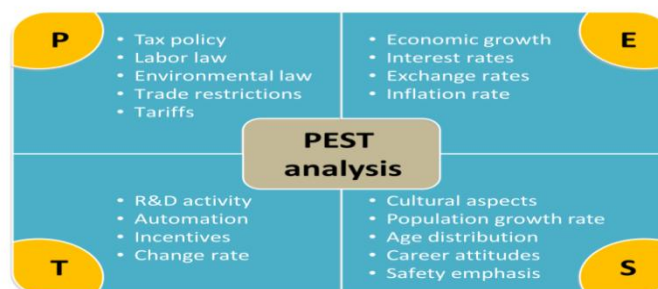 P
• Tax policy
• Labor law
• Environmental law
• Trade restrictions
• Tariffs
E
• Economic growth
• Interest rates
• Exchange rates
• Inflation rate
PEST
analysis
T
• R&D activity
• Automation
• Incentives
• Change rate
S
• Cultural aspects
• Population growth rate
• Age distribution
• Career attitudes
• Safety emphasis